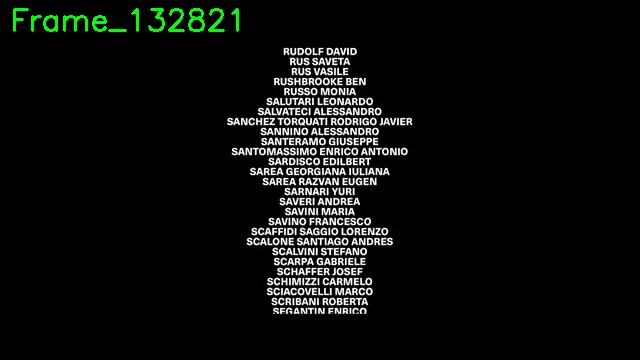 Frame_132821
RUDOLF DAVID
RUS SAVETA
RUS VASILE
RUSHBROOKE BEN
RUSSO MONIA
SALUTARI LEONARDO
SALVATECI ALESSANDRO
SANCHEZ TORQUATI RODRIGO JAVIER
SANNINO ALESSANDRO
SANTERAMO GIUSEPPE
SANTOMASSIMO ENRICO ANTONIO
SARDISCO EDILBERT
SAREA GEORGIANA IULIANA
SAREA RAZVAN EUGEN
SARNARI YURI
SAVERI ANDREA
SAVINI MARIA
SAVINO FRANCESCO
SCAFFIDI SAGGIO LORENZO
SCALONE SANTIAGO ANDRES
SCALVINI STEFANO
SCARPA GABRIELE
SCHAFFER JOSEF
SCHIMIZZI CARMELO
SCIACOVELLI MARCO
SCRIBANI ROBERTA
SEGANTIN ENRICO